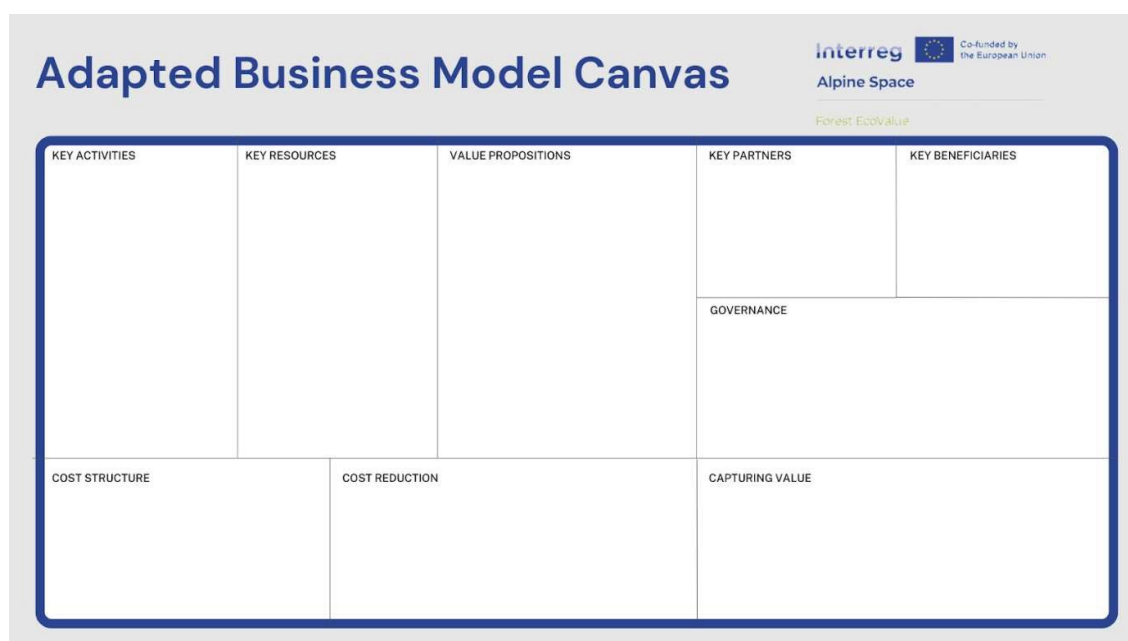 Adapted Business Model Canvas
Interreg
Co-funded by
the European Union
Alpine Space
Forest EcoValue
KEY ACTIVITIES
KEY RESOURCES
VALUE PROPOSITIONS
KEY PARTNERS
KEY BENEFICIARIES
GOVERNANCE
COST STRUCTURE
COST REDUCTION
CAPTURING VALUE